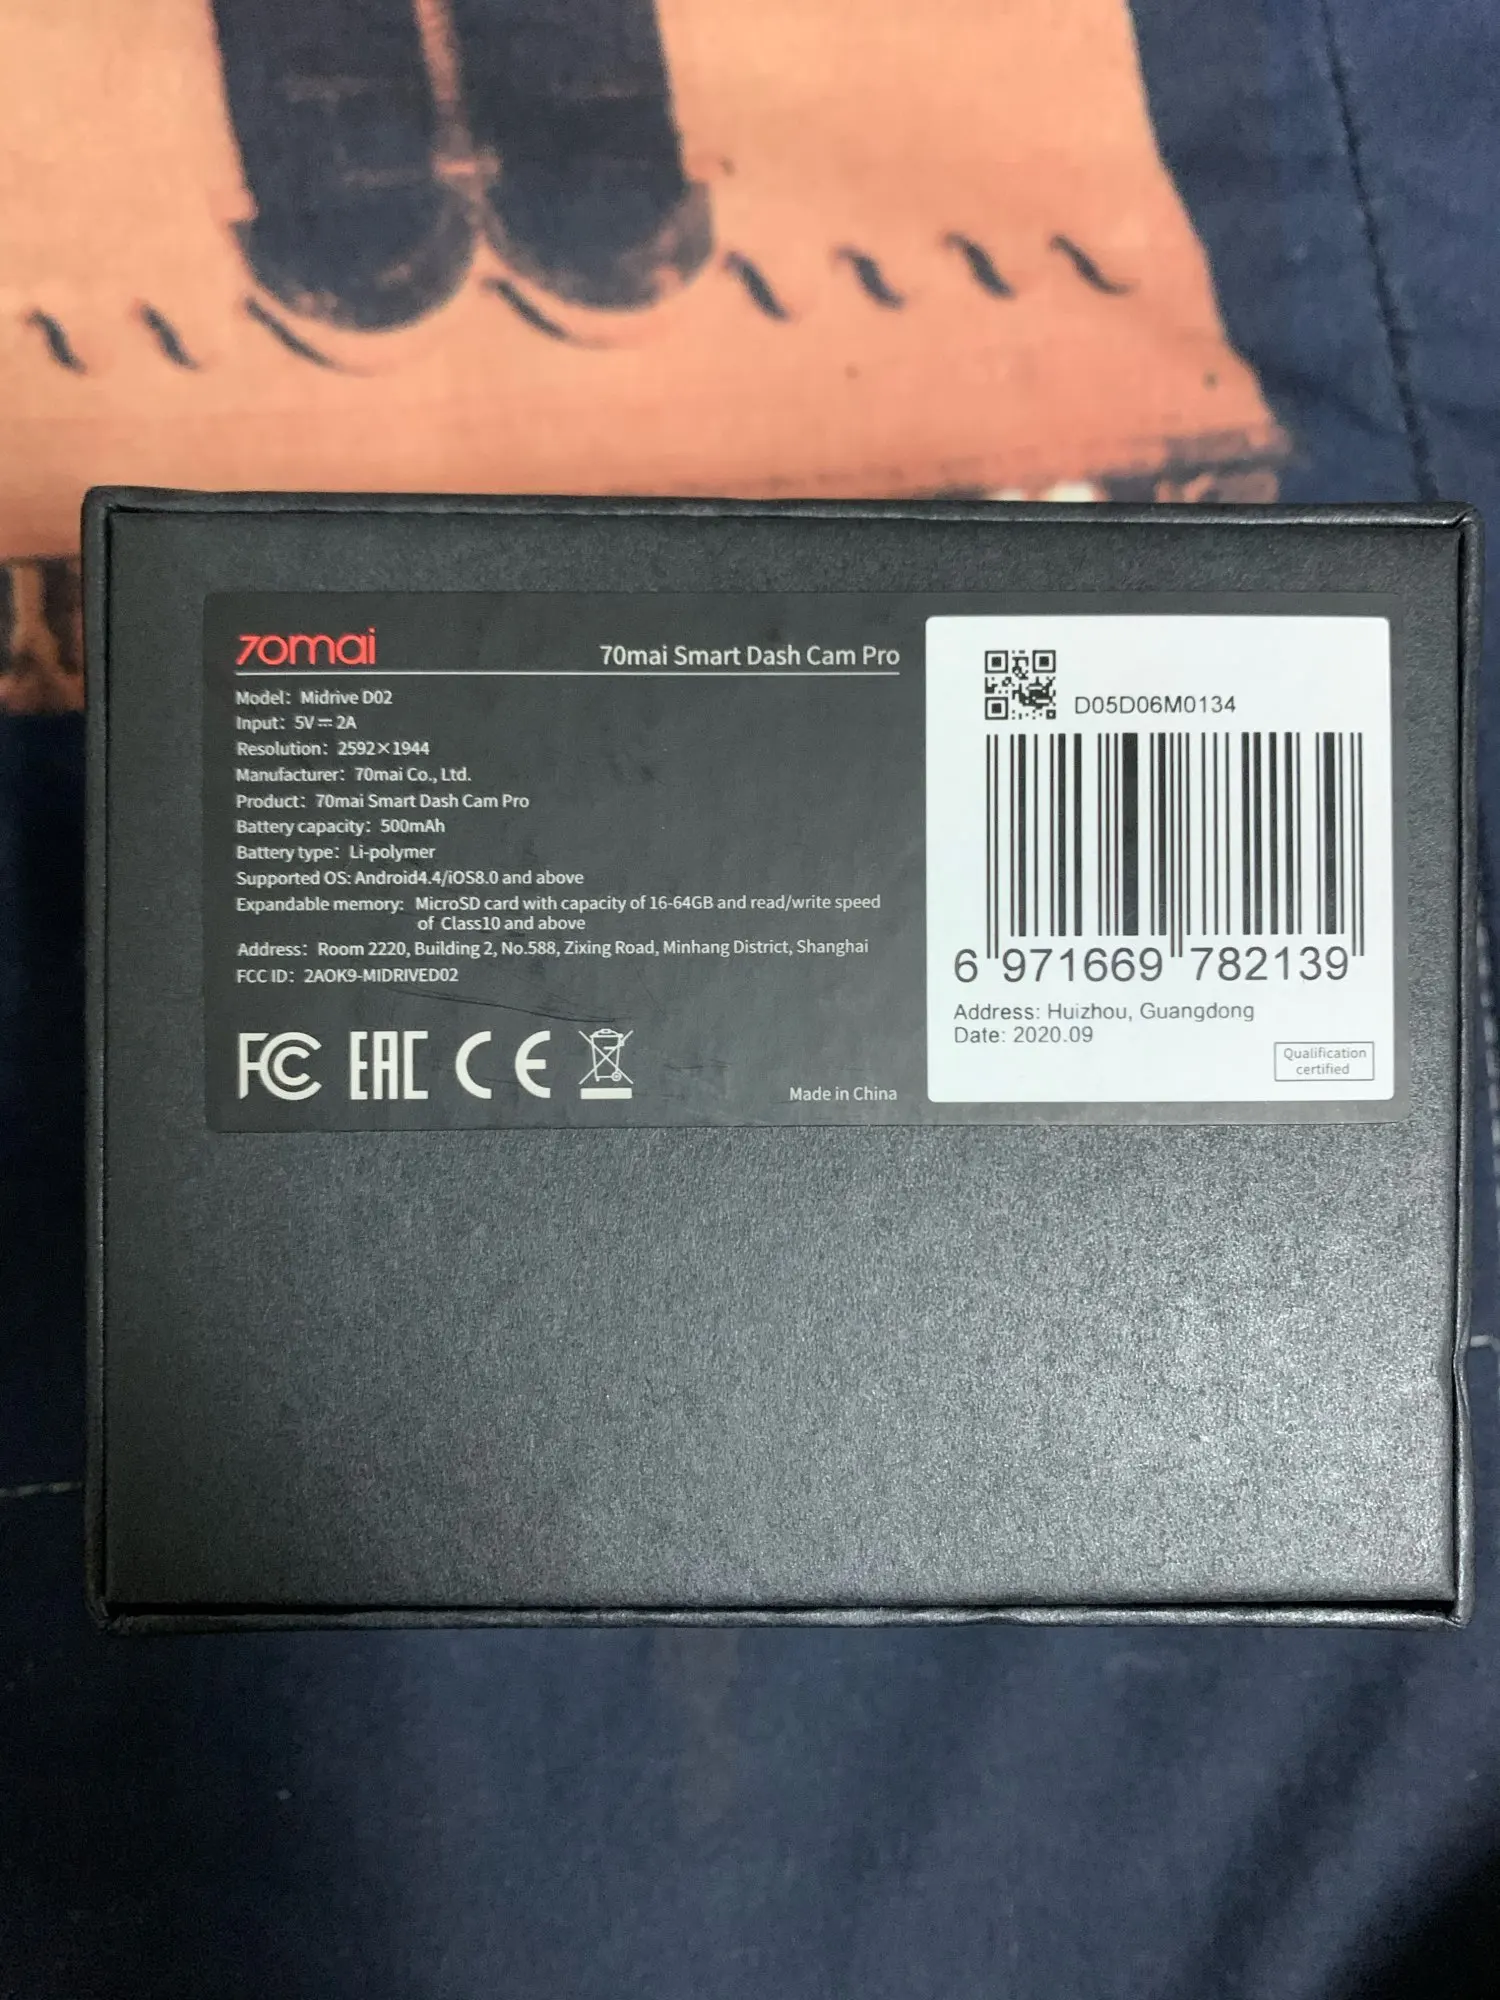 70mai
70mai Smart Dash Cam Pro
Model: Midrive D02
Input: 5V⎓2A
Resolution: 2592×1944
Manufacturer: 70mai Co., Ltd.
Product: 70mai Smart Dash Cam Pro
Battery capacity: 500mAh
Battery type: Li-polymer
Supported OS: Android4.4/iOS8.0 and above
Expandable memory: MicroSD card with capacity of 16-64GB and read/write speed
of Class10 and above
Address: Room 2220, Building 2, No.588, Zixing Road, Minhang District, Shanghai
FCC ID: 2AOK9-MIDRIVED02
FC EAC CE
Made in China
D05D06M0134
6 971669 782139
Address: Huizhou, Guangdong
Date: 2020.09
Qualification
certified